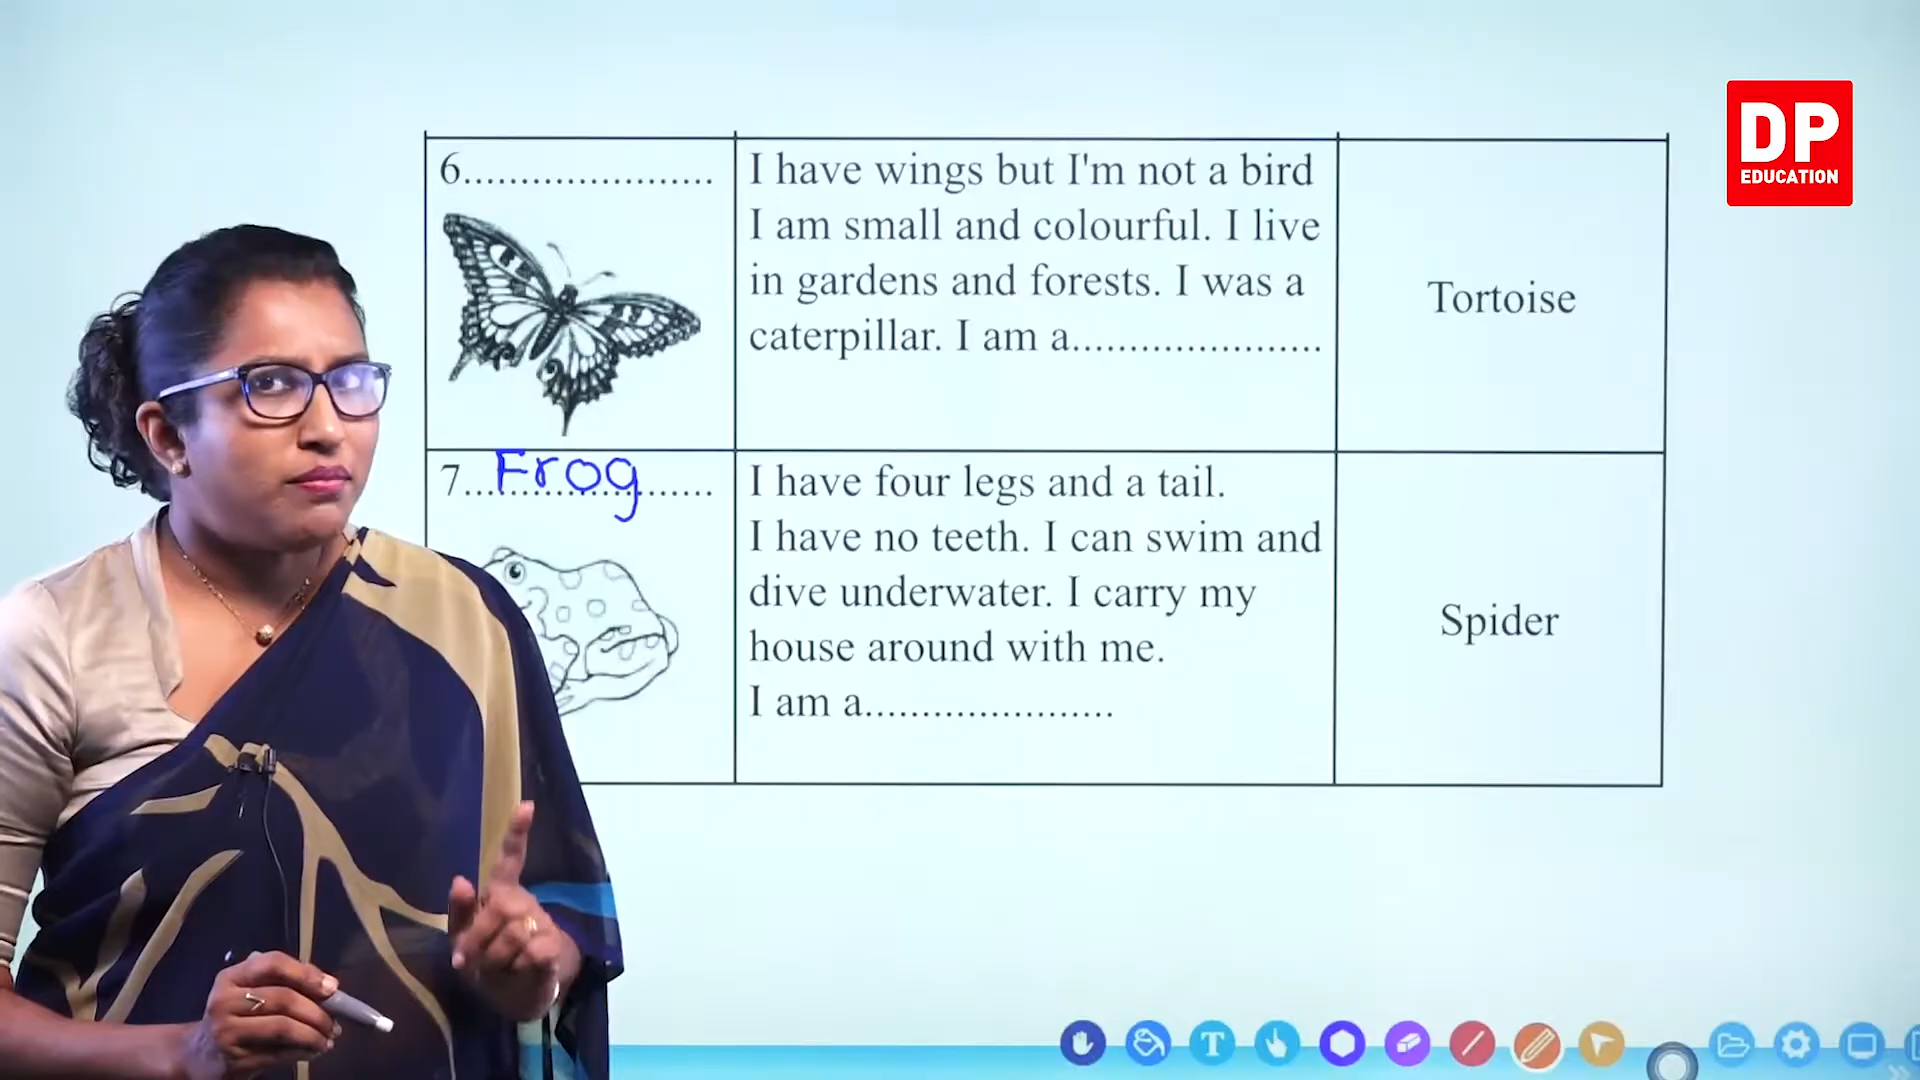 DP
EDUCATION
6......................
I have wings but I'm not a bird
I am small and colourful. I live
in gardens and forests. I was a
caterpillar. I am a......................
Tortoise
7......................
Frog
I have four legs and a tail.
I have no teeth. I can swim and
dive underwater. I carry my
house around with me.
I am a......................
Spider
T